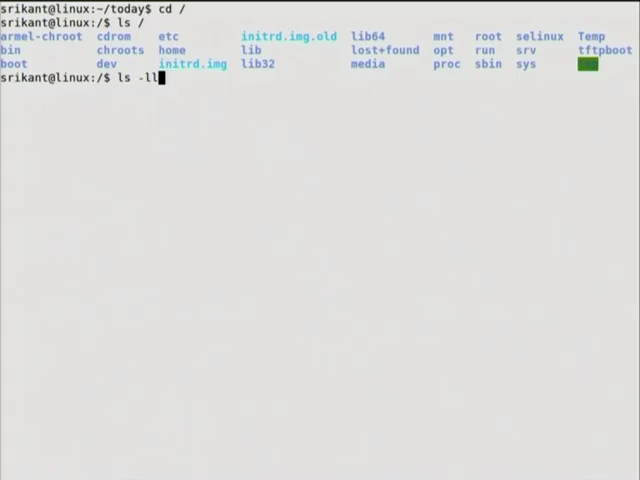 srikant@linux:~/today$ cd /
srikant@linux:/$ ls /
armel-chroot cdrom etc initrd.img.old lib64 mnt root selinux Temp
bin chroots home lib lost+found opt run srv tftpboot
boot dev initrd.img lib32 media proc sbin sys
srikant@linux:/$ ls -ll